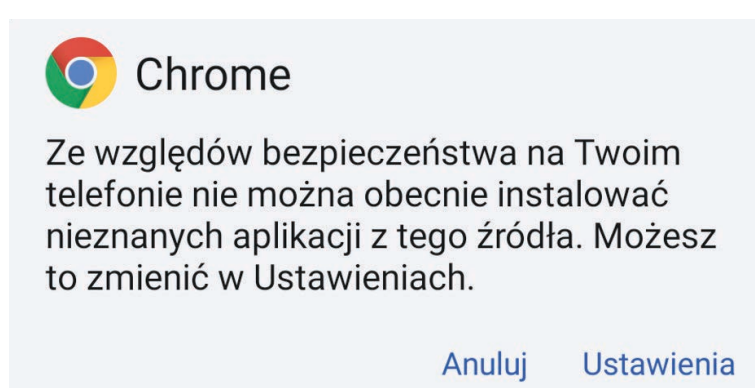 Chrome
Ze względów bezpieczeństwa na Twoim
telefonie nie można obecnie instalować
nieznanych aplikacji z tego źródła. Możesz
to zmienić w Ustawieniach.
Anuluj Ustawienia